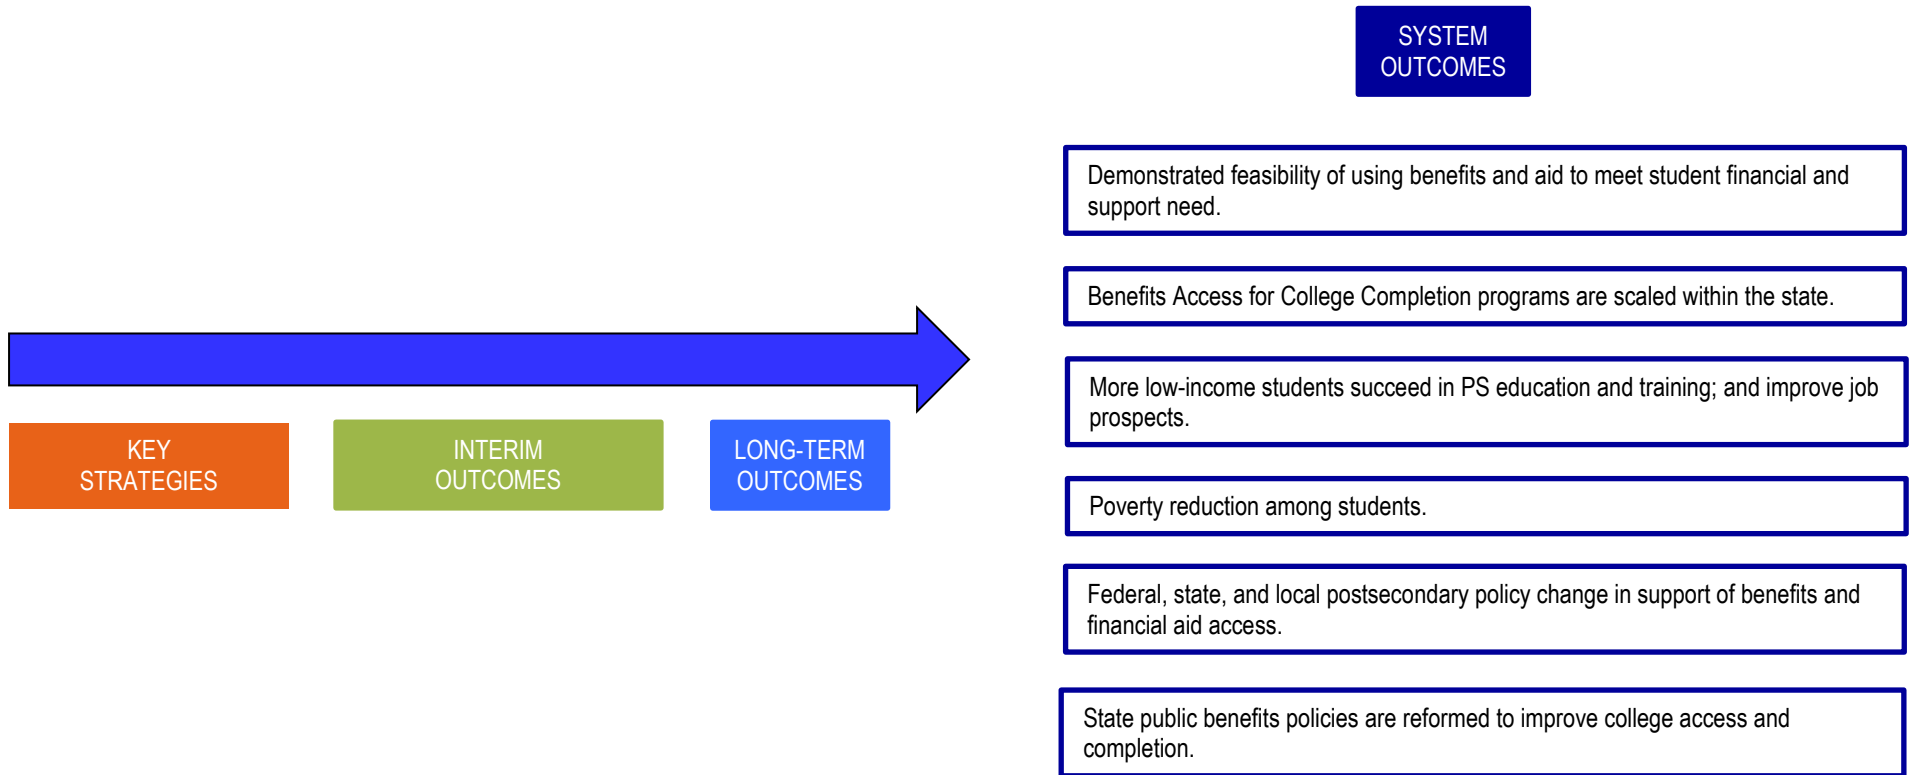 SYSTEM
OUTCOMES
Demonstrated feasibility of using benefits and aid to meet student financial and
support need.
Benefits Access for College Completion programs are scaled within the state.
More low-income students succeed in PS education and training; and improve job
prospects.
KEY
STRATEGIES
INTERIM
OUTCOMES
LONG-TERM
OUTCOMES
Poverty reduction among students.
Federal, state, and local postsecondary policy change in support of benefits and
financial aid access.
State public benefits policies are reformed to improve college access and
completion.